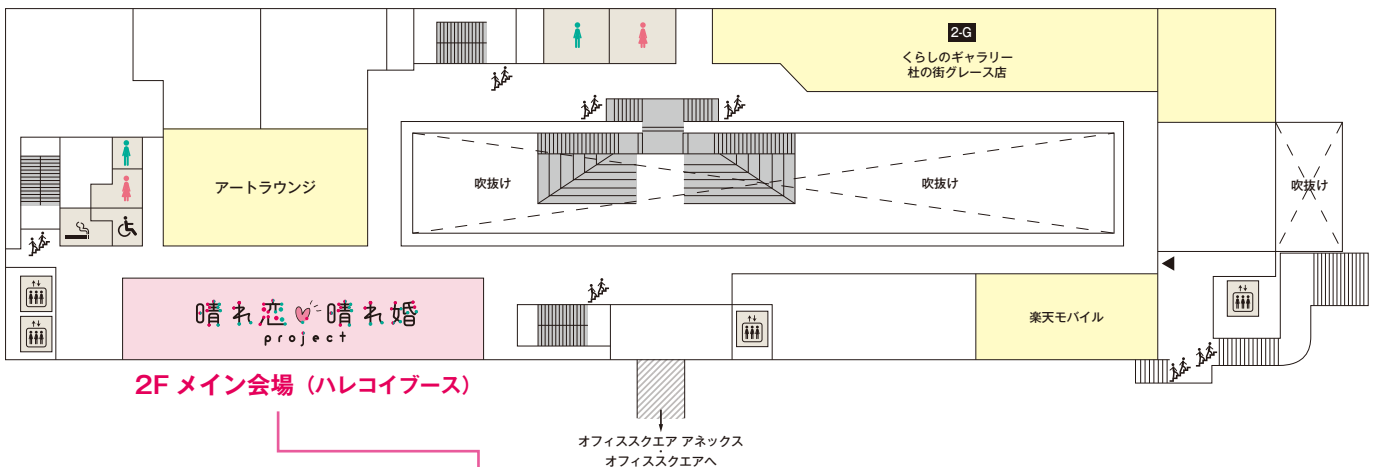 2-G
くらしのギャラリー
杜の街グレース店
アートラウンジ
吹抜け
吹抜け
吹抜け
晴れ恋 晴れ婚
project
楽天モバイル
2F メイン会場（ハレコイブース）
オフィススクエア アネックス
・
オフィススクエアへ